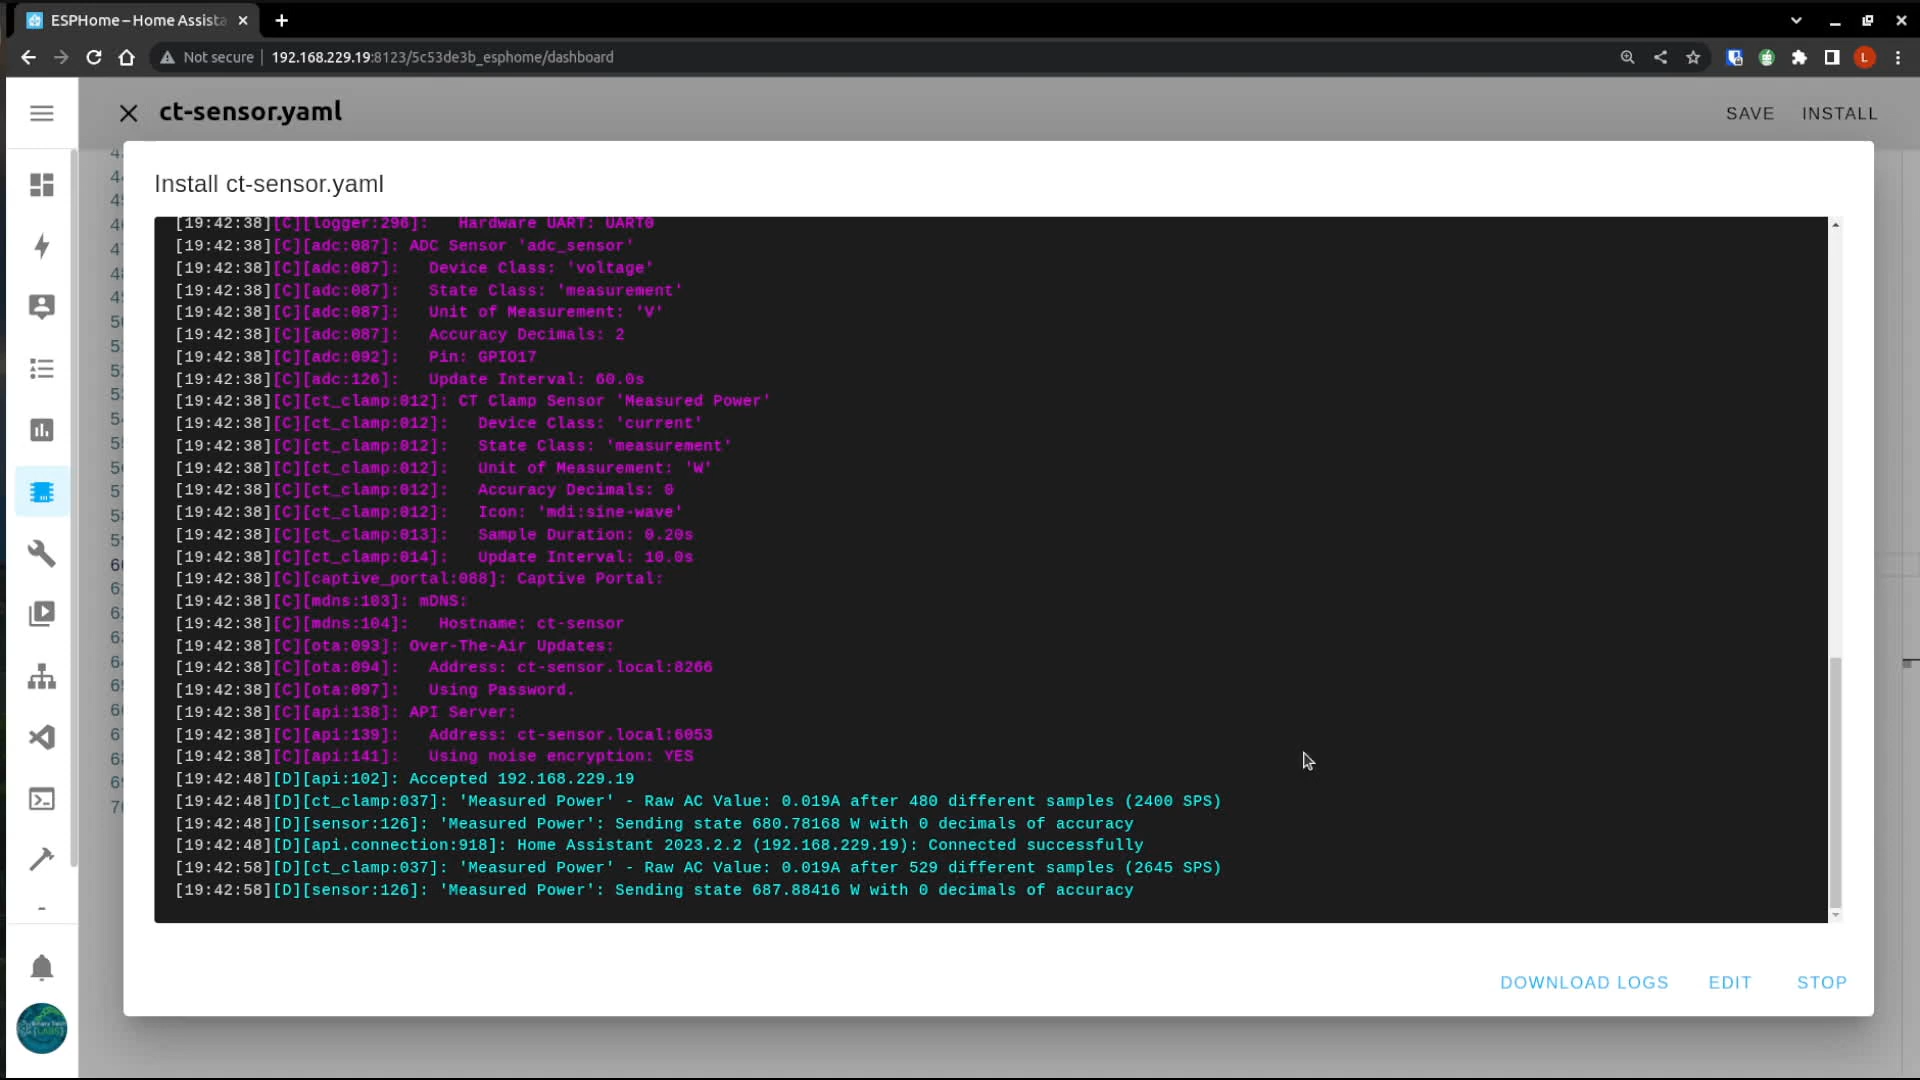 ESPHome – Home Assista
Not secure | 192.168.229.19:8123/5c53de3b_esphome/dashboard
L
ct-sensor.yaml
SAVE INSTALL
Install ct-sensor.yaml
[19:42:38][C][logger:296]:   Hardware UART: UART0
[19:42:38][C][adc:087]: ADC Sensor 'adc_sensor'
[19:42:38][C][adc:087]:   Device Class: 'voltage'
[19:42:38][C][adc:087]:   State Class: 'measurement'
[19:42:38][C][adc:087]:   Unit of Measurement: 'V'
[19:42:38][C][adc:087]:   Accuracy Decimals: 2
[19:42:38][C][adc:092]:   Pin: GPIO17
[19:42:38][C][adc:126]:   Update Interval: 60.0s
[19:42:38][C][ct_clamp:012]: CT Clamp Sensor 'Measured Power'
[19:42:38][C][ct_clamp:012]:   Device Class: 'current'
[19:42:38][C][ct_clamp:012]:   State Class: 'measurement'
[19:42:38][C][ct_clamp:012]:   Unit of Measurement: 'W'
[19:42:38][C][ct_clamp:012]:   Accuracy Decimals: 0
[19:42:38][C][ct_clamp:012]:   Icon: 'mdi:sine-wave'
[19:42:38][C][ct_clamp:013]:   Sample Duration: 0.20s
[19:42:38][C][ct_clamp:014]:   Update Interval: 10.0s
[19:42:38][C][captive_portal:088]: Captive Portal:
[19:42:38][C][mdns:103]: mDNS:
[19:42:38][C][mdns:104]:   Hostname: ct-sensor
[19:42:38][C][ota:093]: Over-The-Air Updates:
[19:42:38][C][ota:094]:   Address: ct-sensor.local:8266
[19:42:38][C][ota:097]:   Using Password.
[19:42:38][C][api:138]: API Server:
[19:42:38][C][api:139]:   Address: ct-sensor.local:6053
[19:42:38][C][api:141]:   Using noise encryption: YES
[19:42:48][D][api:102]: Accepted 192.168.229.19
[19:42:48][D][ct_clamp:037]: 'Measured Power' - Raw AC Value: 0.019A after 480 different samples (2400 SPS)
[19:42:48][D][sensor:126]: 'Measured Power': Sending state 680.78168 W with 0 decimals of accuracy
[19:42:48][D][api.connection:918]: Home Assistant 2023.2.2 (192.168.229.19): Connected successfully
[19:42:58][D][ct_clamp:037]: 'Measured Power' - Raw AC Value: 0.019A after 529 different samples (2645 SPS)
[19:42:58][D][sensor:126]: 'Measured Power': Sending state 687.88416 W with 0 decimals of accuracy
DOWNLOAD LOGS EDIT STOP